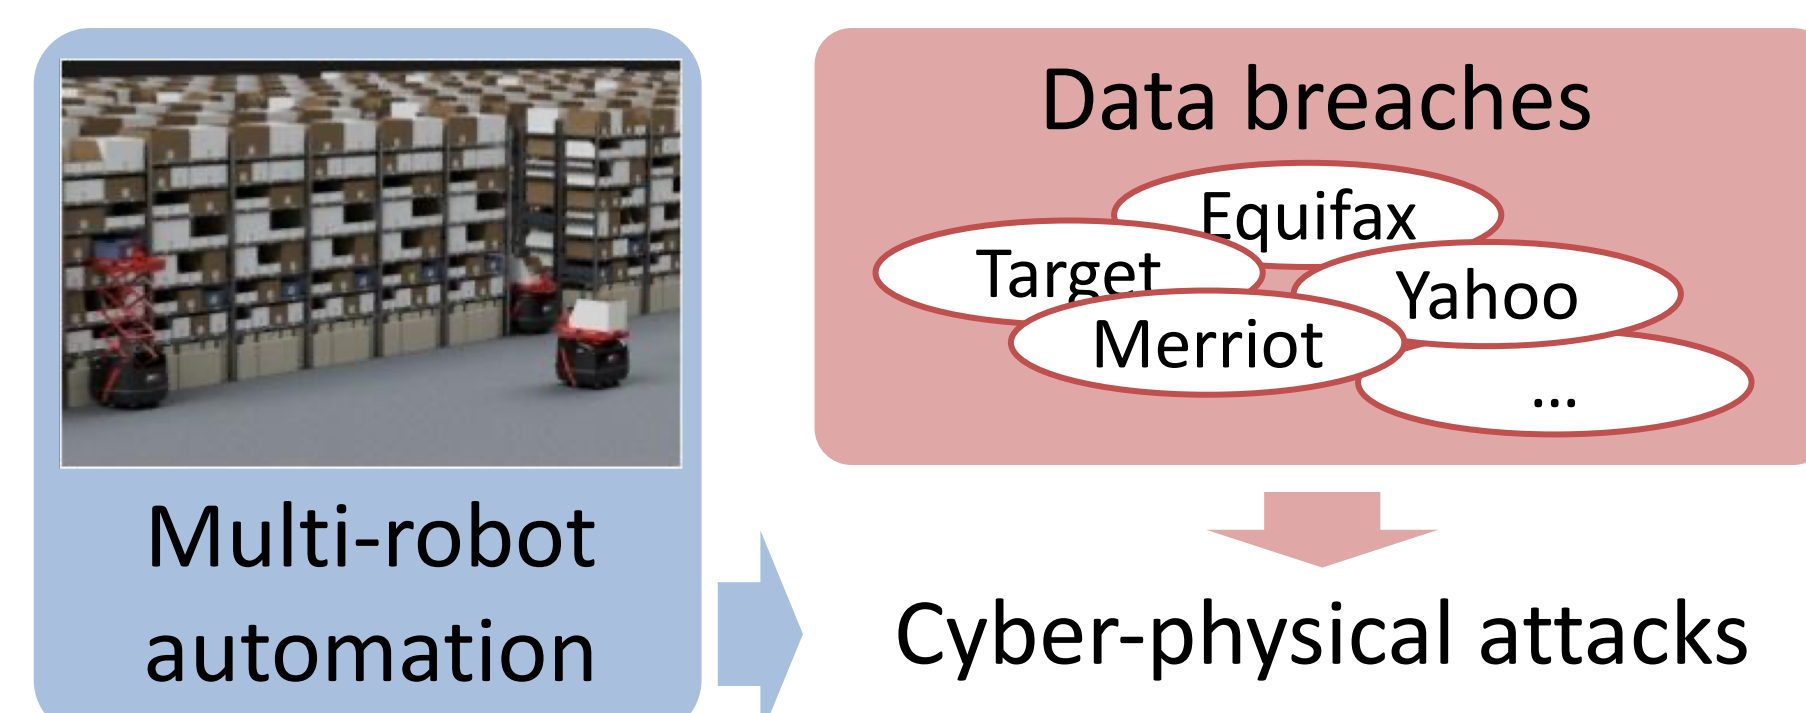 Data breaches
Equifax
Target
Yahoo
Merriot
...
Multi-robot
automation
Cyber-physical attacks